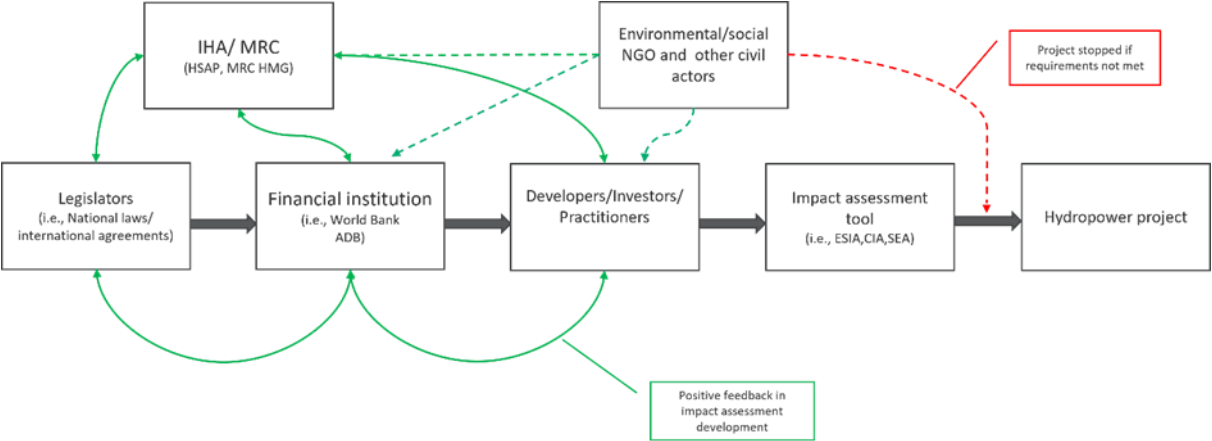 IHA/ MRC
(HSAP, MRC HMG)
Environmental/social
NGO and other civil
actors
Project stopped if
requirements not met
Legislators
(i.e., National laws/
international agreements)
Financial institution
(i.e., World Bank
ADB)
Developers/Investors/
Practitioners
Impact assessment
tool
(i.e., ESIA,CIA,SEA)
Hydropower project
Positive feedback in
impact assessment
development